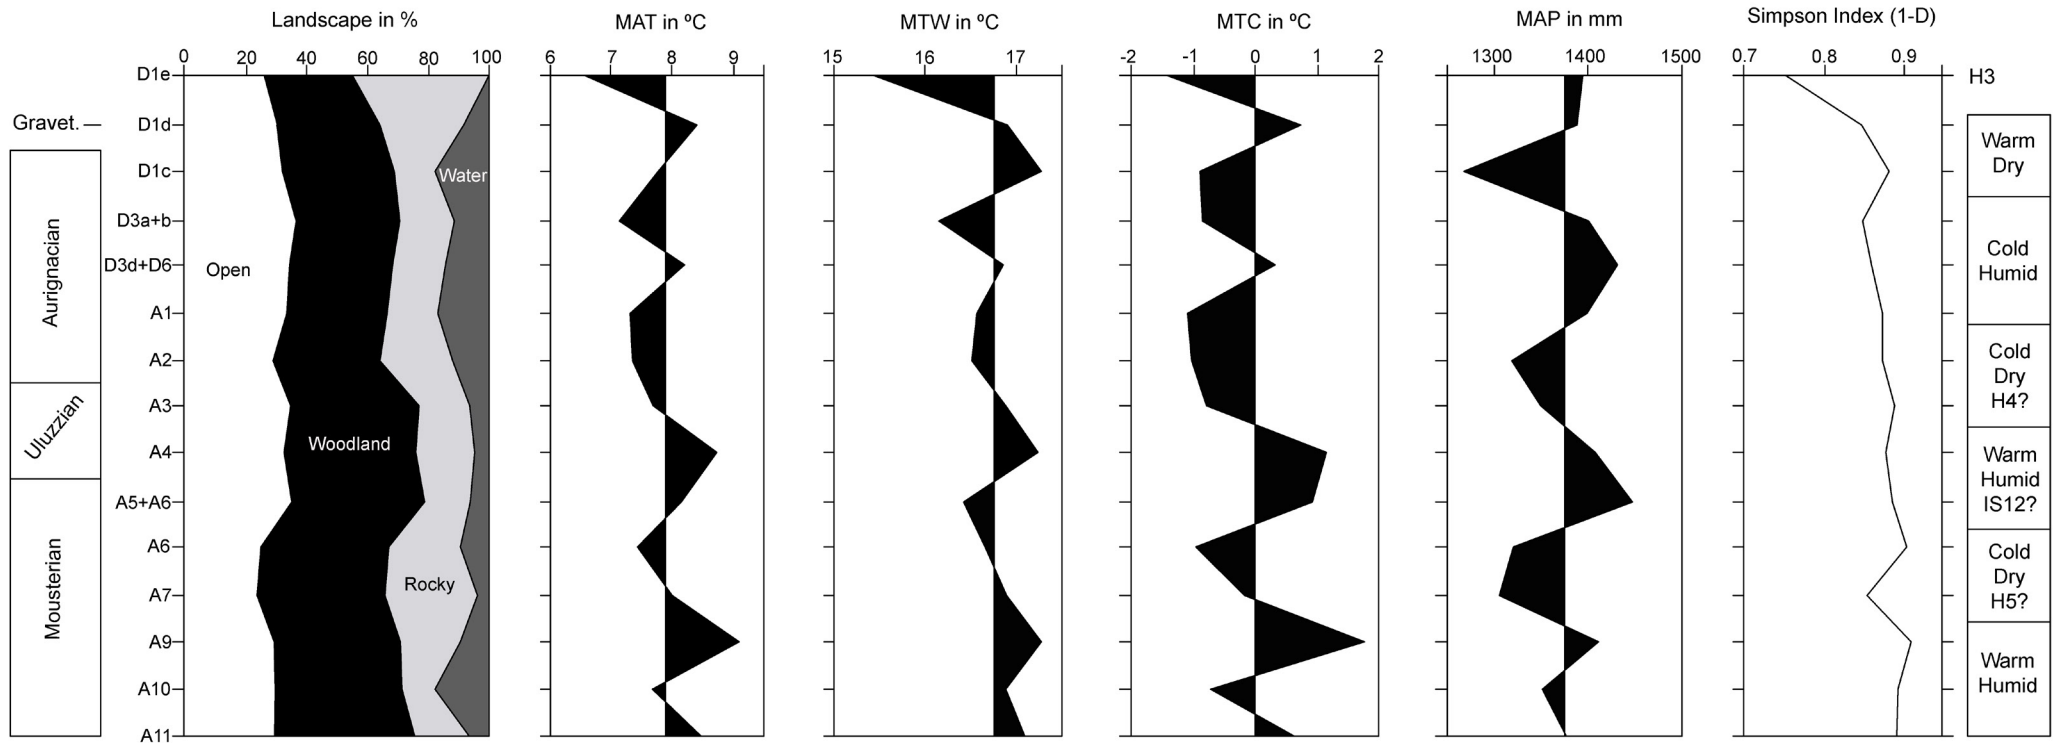 Landscape in %
MAT in ºC
MTW in ºC
MTC in ºC
MAP in mm
Simpson Index (1-D)
0 20 40 60 80 100
6 7 8 9
15 16 17
-2 -1 0 1 2
1300 1400 1500
0.7 0.8 0.9
D1e
H3
Gravet.
D1d
D1c
D3a+b
D3d+D6
A1
A2
A3
A4
A5+A6
A6
A7
A9
A10
A11
Aurignacian
Uluzzian
Mousterian
Open
Woodland
Rocky
Water
Warm
Dry
Cold
Humid
Cold
Dry
H4?
Warm
Humid
IS12?
Cold
Dry
H5?
Warm
Humid